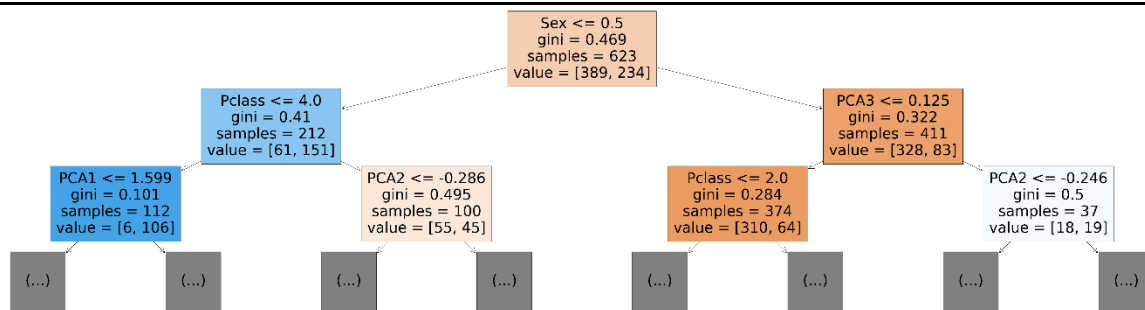 Sex <= 0.5
gini = 0.469
samples = 623
value = [389, 234]
Pclass <= 4.0
gini = 0.41
samples = 212
value = [61, 151]
PCA3 <= 0.125
gini = 0.322
samples = 411
value = [328, 83]
PCA1 <= 1.599
gini = 0.101
samples = 112
value = [6, 106]
PCA2 <= -0.286
gini = 0.495
samples = 100
value = [55, 45]
Pclass <= 2.0
gini = 0.284
samples = 374
value = [310, 64]
PCA2 <= -0.246
gini = 0.5
samples = 37
value = [18, 19]
(...)
(...)
(...)
(...)
(...)
(...)
(...)
(...)